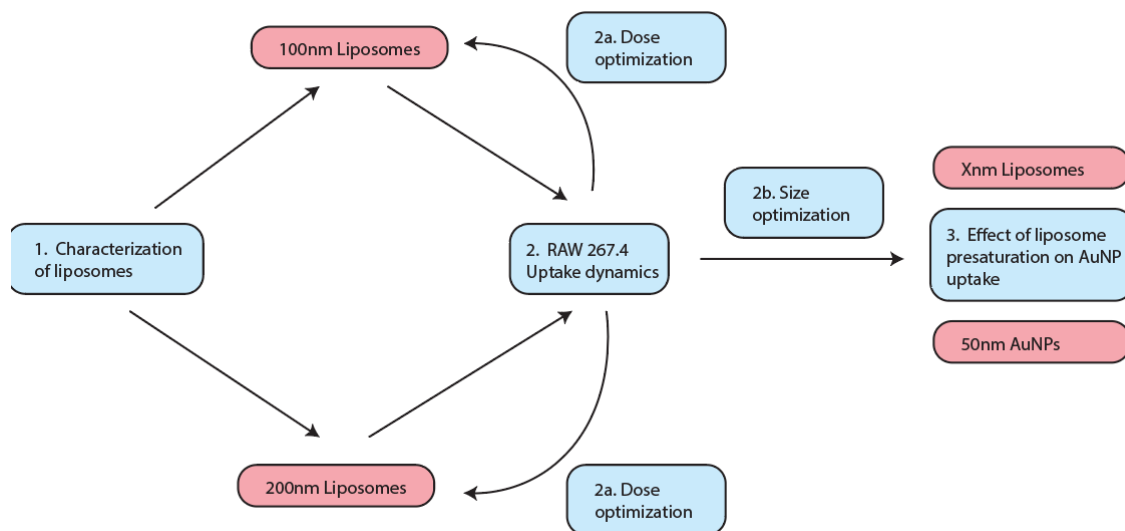 100nm Liposomes
2a. Dose
optimization
1. Characterization
of liposomes
2. RAW 267.4
Uptake dynamics
2b. Size
optimization
Xnm Liposomes
3. Effect of liposome
presaturation on AuNP
uptake
50nm AuNPs
200nm Liposomes
2a. Dose
optimization